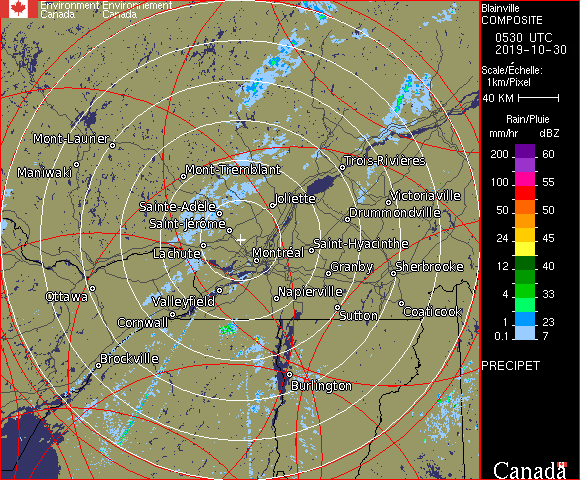 Environment Environnement
Canada Canada
Blainville
COMPOSITE
0530 UTC
2019-10-30
Scale/Échelle:
1km/Pixel
40 KM
Rain/Pluie
mm/hr dBZ
200 60
100 55
50 50
24 45
12 40
4 33
1 23
0.1 7
PRECIPET
Canada
Mont-Laurier
Maniwaki
Mont-Tremblant
Trois-Rivières
Sainte-Adèle
Joliette
Victoriaville
Drummondville
Saint-Jérôme
Lachute
Montréal
Saint-Hyacinthe
Granby
Sherbrooke
Ottawa
Valleyfield
Napierville
Cornwall
Sutton
Coaticook
Brockville
Burlington